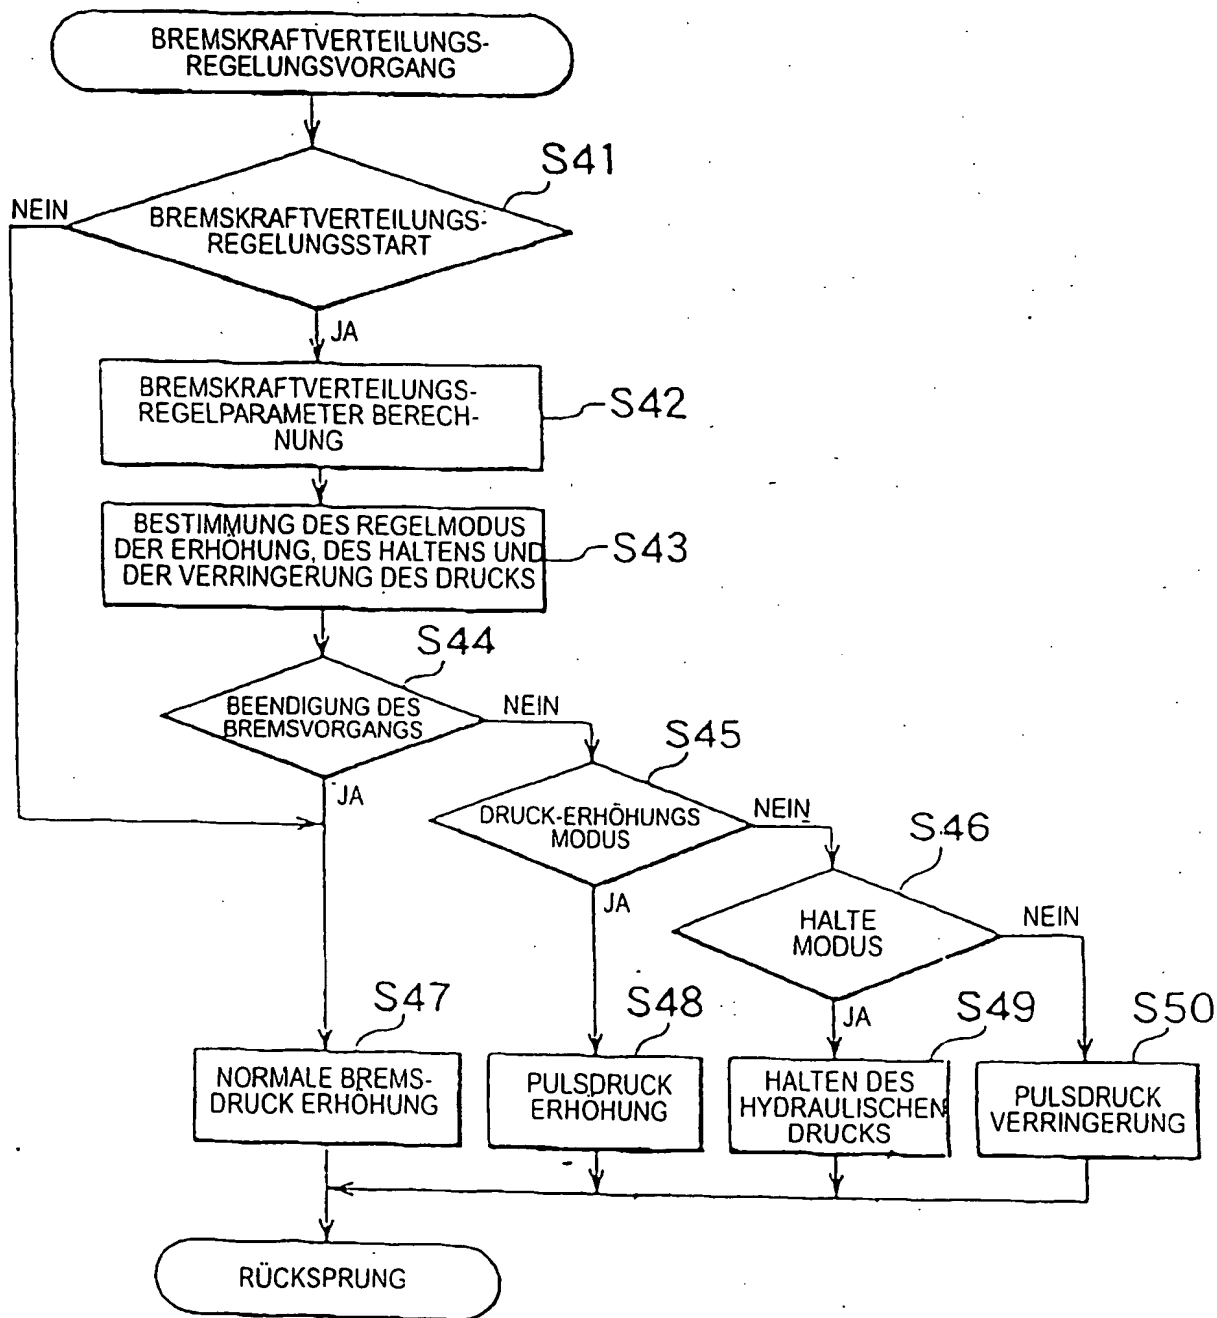 BREMSKRAFTVERTEILUNGS-
REGELUNGSVORGANG
S41
NEIN
BREMSKRAFTVERTEILUNGS-
REGELUNGSSTART
JA
BREMSKRAFTVERTEILUNGS-
REGELPARAMETER BERECH-
NUNG
S42
BESTIMMUNG DES REGELMODUS
DER ERHÖHUNG, DES HALTENS UND
DER VERRINGERUNG DES DRUCKS
S43
S44
BEENDIGUNG DES
BREMSVORGANGS
NEIN
JA
S45
DRUCK-ERHÖHUNGS
MODUS
NEIN
JA
S46
HALTE
MODUS
NEIN
JA
S47
NORMALE BREMS-
DRUCK ERHÖHUNG
S48
PULSDRUCK
ERHÖHUNG
S49
HALTEN DES
HYDRAULISCHEN
DRUCKS
S50
PULSDRUCK
VERRINGERUNG
RÜCKSPRUNG